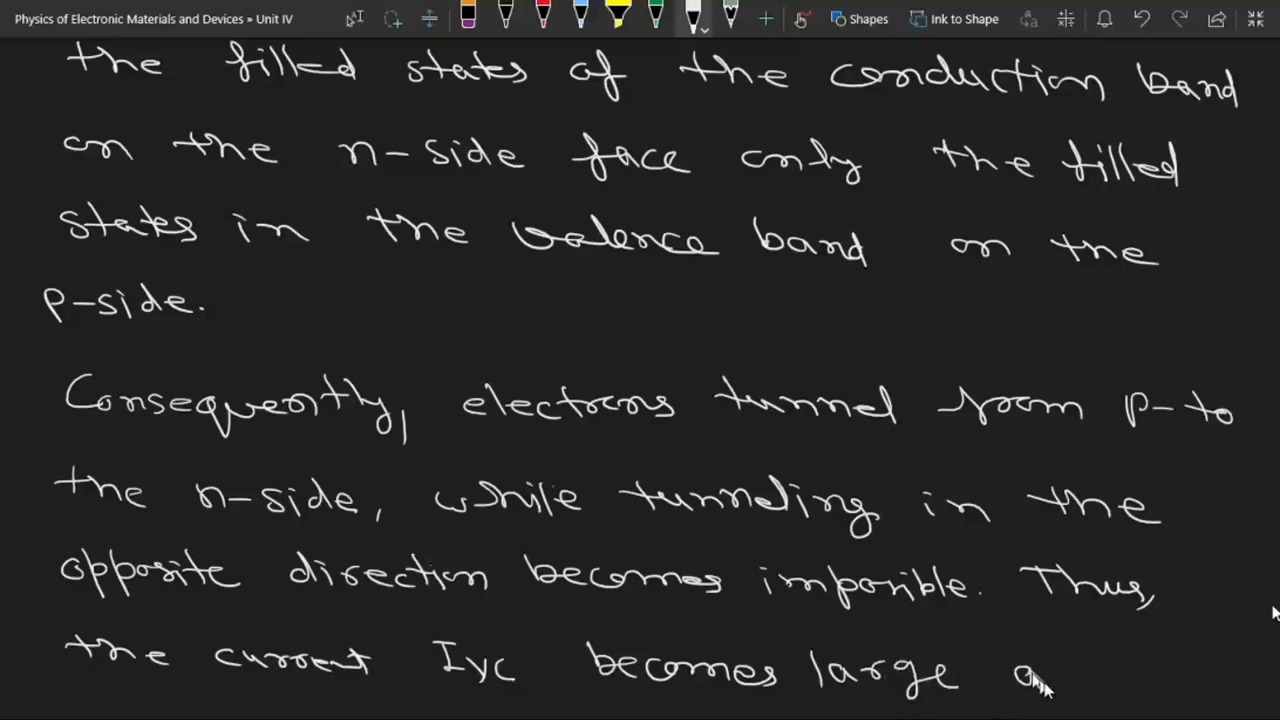 Physics of Electronic Materials and Devices » Unit IV
Shapes
Ink to Shape
the filled states of the conduction band
on the n-side face only the filled
states in the valence band on the
p-side.
Consequently, electrons tunnel from p- to
the n-side, while tunneling in the
opposite direction becomes imposible. Thus,
the current Ivc becomes large